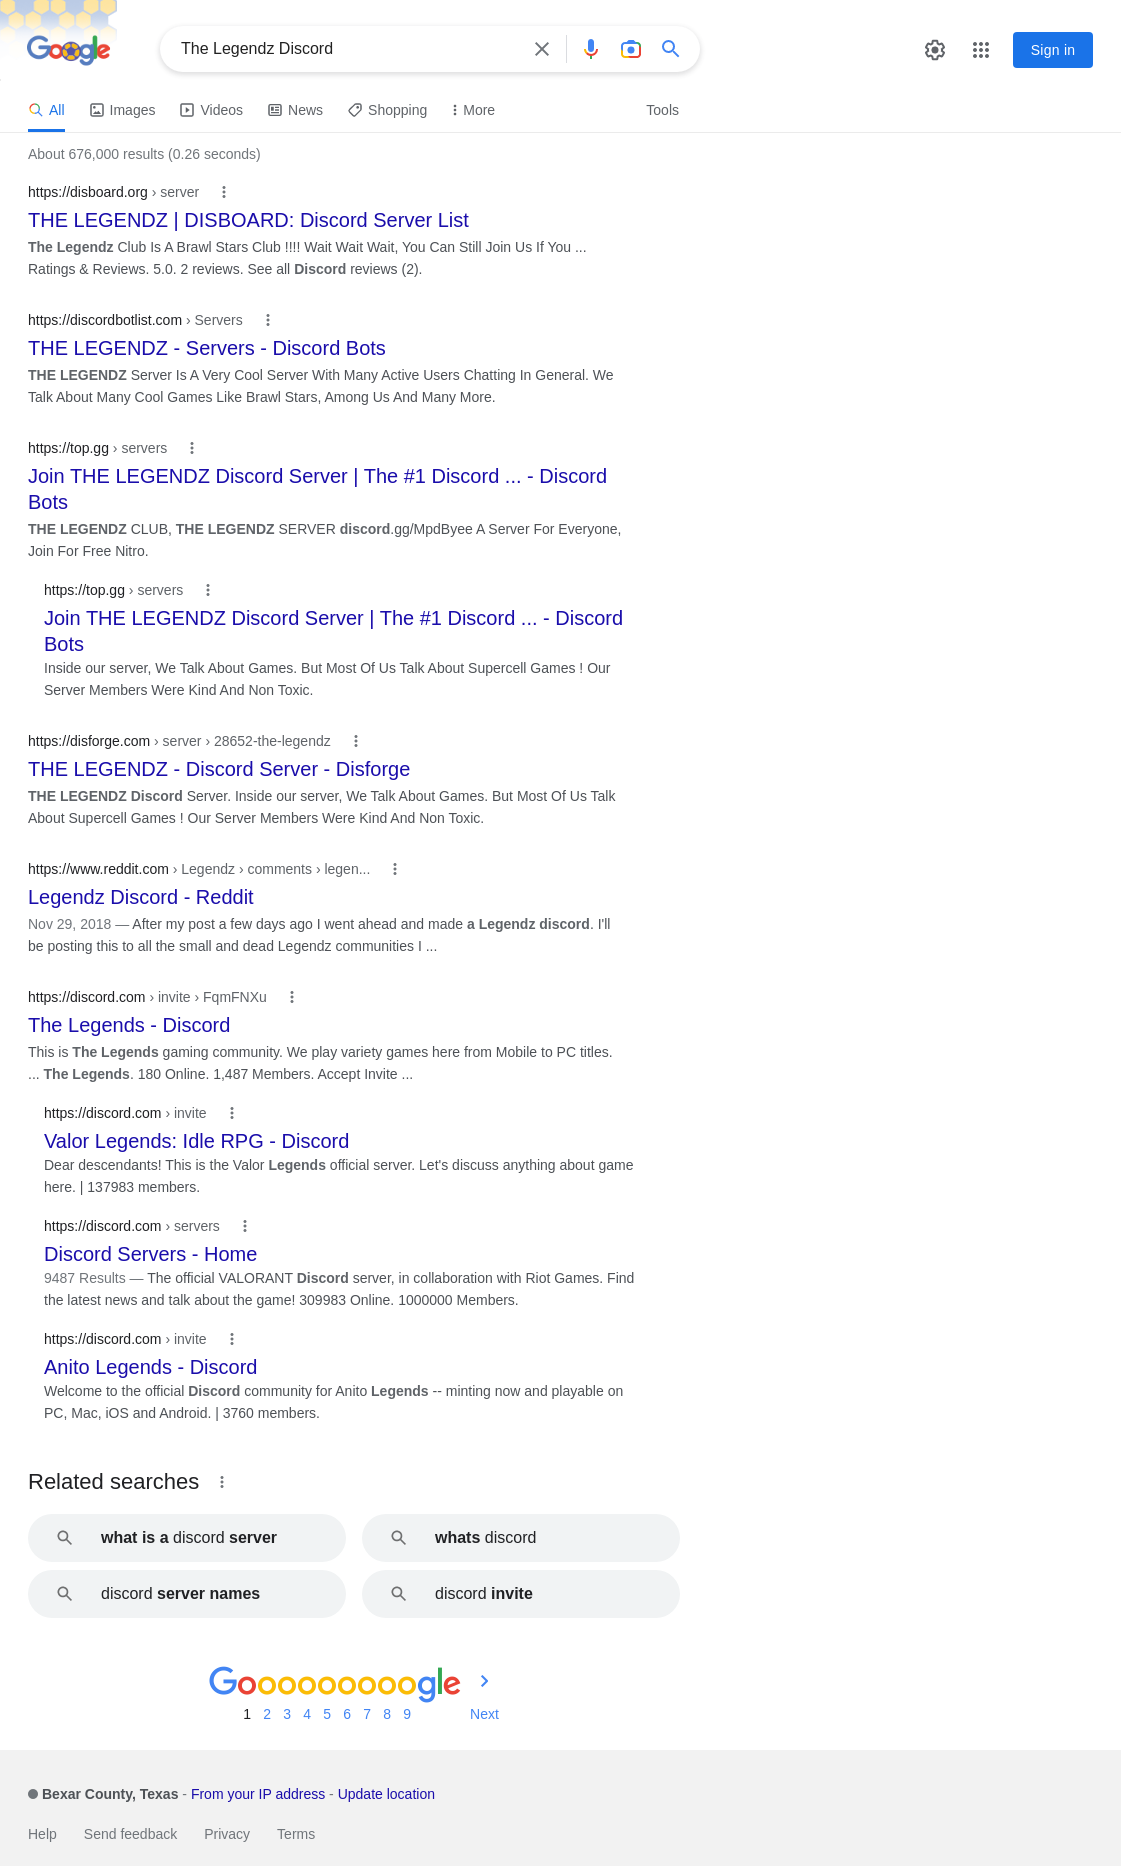 Google
The Legendz Discord
Sign in
All
Images
Videos
News
Shopping
More
Tools
About 676,000 results (0.26 seconds)
https://disboard.org › server
THE LEGENDZ | DISBOARD: Discord Server List
The Legendz Club Is A Brawl Stars Club !!!! Wait Wait Wait, You Can Still Join Us If You ...
Ratings & Reviews. 5.0. 2 reviews. See all Discord reviews (2).
https://discordbotlist.com › Servers
THE LEGENDZ - Servers - Discord Bots
THE LEGENDZ Server Is A Very Cool Server With Many Active Users Chatting In General. We
Talk About Many Cool Games Like Brawl Stars, Among Us And Many More.
https://top.gg › servers
Join THE LEGENDZ Discord Server | The #1 Discord ... - Discord
Bots
THE LEGENDZ CLUB, THE LEGENDZ SERVER discord.gg/MpdByee A Server For Everyone,
Join For Free Nitro.
https://top.gg › servers
Join THE LEGENDZ Discord Server | The #1 Discord ... - Discord
Bots
Inside our server, We Talk About Games. But Most Of Us Talk About Supercell Games ! Our
Server Members Were Kind And Non Toxic.
https://disforge.com › server › 28652-the-legendz
THE LEGENDZ - Discord Server - Disforge
THE LEGENDZ Discord Server. Inside our server, We Talk About Games. But Most Of Us Talk
About Supercell Games ! Our Server Members Were Kind And Non Toxic.
https://www.reddit.com › Legendz › comments › legen...
Legendz Discord - Reddit
Nov 29, 2018 — After my post a few days ago I went ahead and made a Legendz discord. I'll
be posting this to all the small and dead Legendz communities I ...
https://discord.com › invite › FqmFNXu
The Legends - Discord
This is The Legends gaming community. We play variety games here from Mobile to PC titles.
... The Legends. 180 Online. 1,487 Members. Accept Invite ...
https://discord.com › invite
Valor Legends: Idle RPG - Discord
Dear descendants! This is the Valor Legends official server. Let's discuss anything about game
here. | 137983 members.
https://discord.com › servers
Discord Servers - Home
9487 Results — The official VALORANT Discord server, in collaboration with Riot Games. Find
the latest news and talk about the game! 309983 Online. 1000000 Members.
https://discord.com › invite
Anito Legends - Discord
Welcome to the official Discord community for Anito Legends -- minting now and playable on
PC, Mac, iOS and Android. | 3760 members.
Related searches
what is a discord server
whats discord
discord server names
discord invite
Goooooooooogle
1 2 3 4 5 6 7 8 9 Next
Bexar County, Texas - From your IP address - Update location
Help Send feedback Privacy Terms